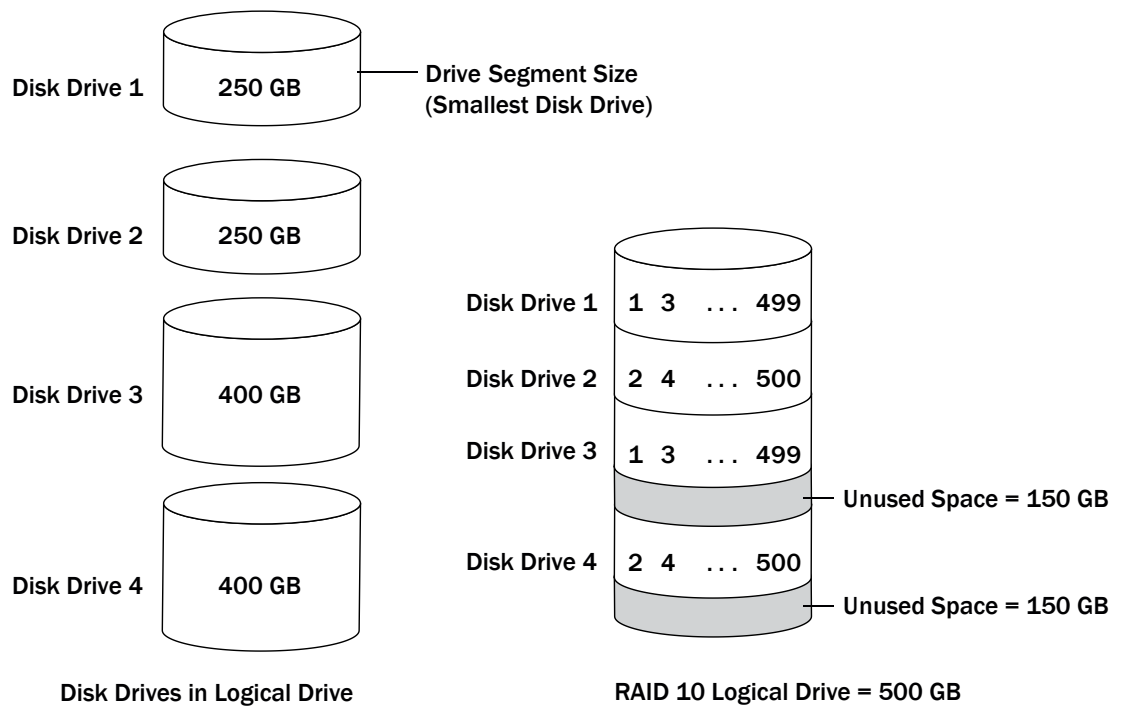 Disk Drive 1
250 GB
Drive Segment Size
(Smallest Disk Drive)
Disk Drive 2
250 GB
Disk Drive 3
400 GB
Disk Drive 4
400 GB
Disk Drives in Logical Drive
Disk Drive 1 1 3 ... 499
Disk Drive 2 2 4 ... 500
Disk Drive 3 1 3 ... 499
Unused Space = 150 GB
Disk Drive 4 2 4 ... 500
Unused Space = 150 GB
RAID 10 Logical Drive = 500 GB